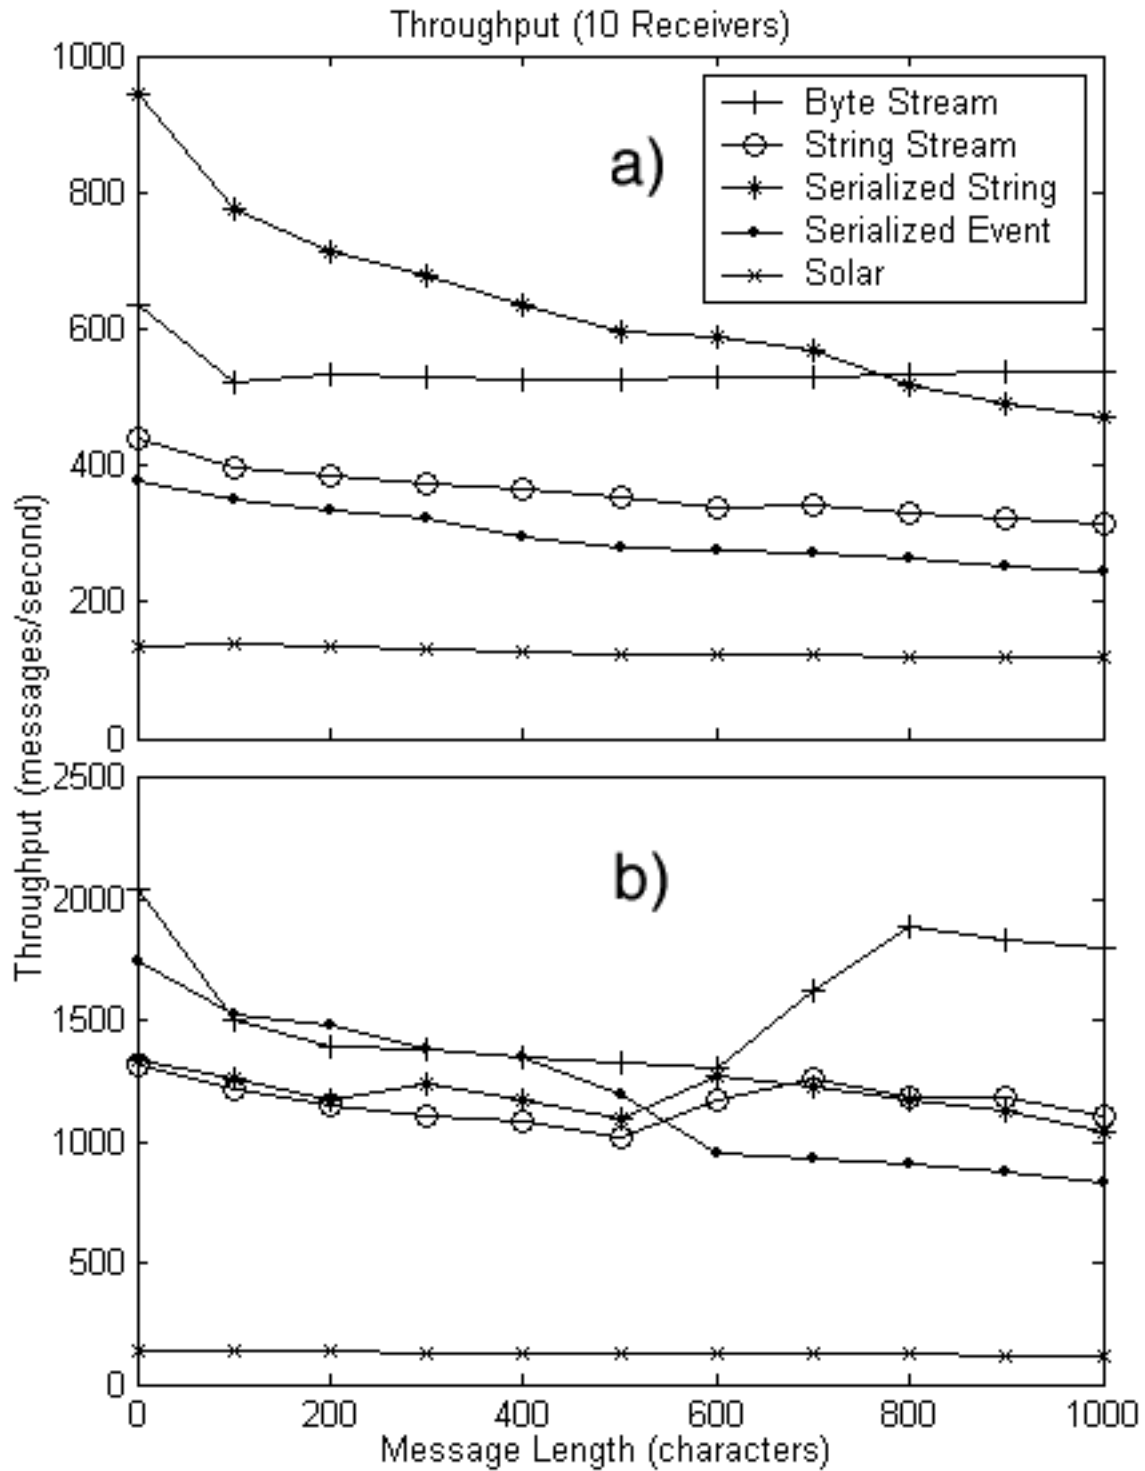 Throughput (10 Receivers)
1000
800
600
400
200
0
a)
Byte Stream
String Stream
Serialized String
Serialized Event
Solar
Throughput (messages/second)
2500
2000
1500
1000
500
0
b)
0 200 400 600 800 1000
Message Length (characters)